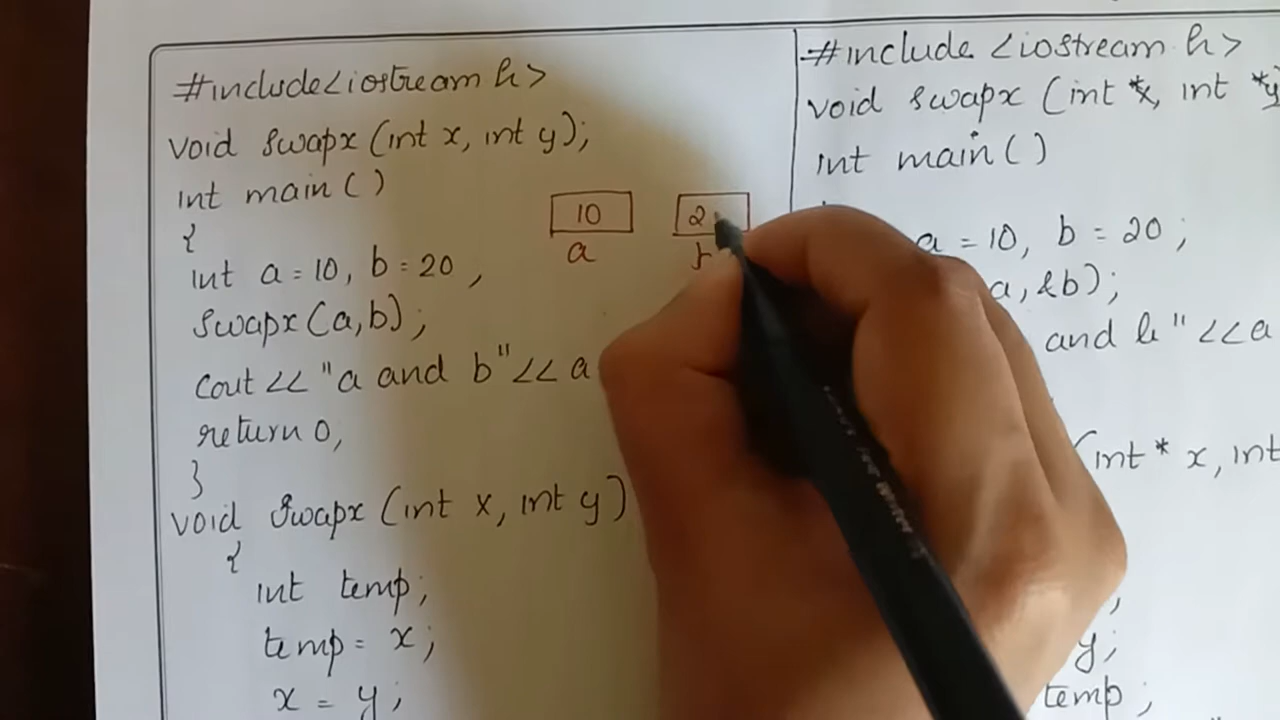 #include<iostream h>
void swapx (int x, int y);
int main ( )
{
int a = 10, b = 20 ,
swapx (a,b),
cout << "a and b" << a
return 0,
}
void swapx (int x, int y)
{
int temp;
temp = x;
x = y;
10
a
2
#include <iostream h>
void swapx (int *x, int *y
int main ( )
a = 10, b = 20 ;
a, &b);
and b" << a
(int * x, int
,
y;
temp;